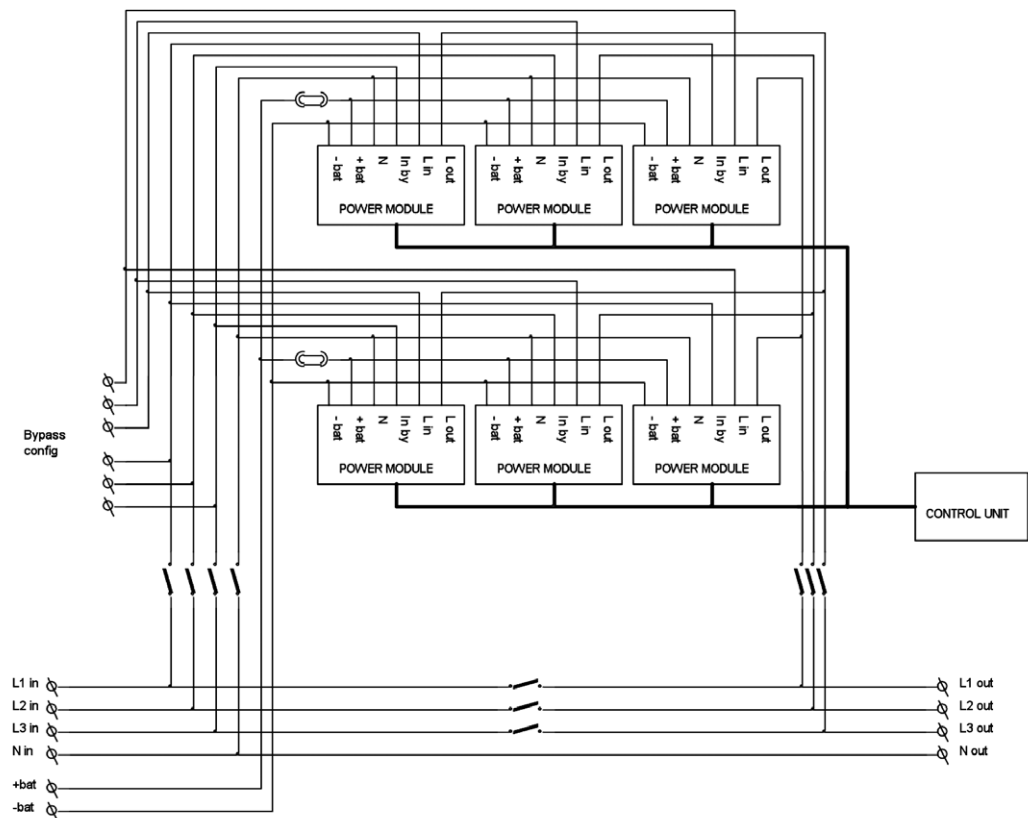 - bat
+ bat
N
In by
L in
L out
POWER MODULE
- bat
+ bat
N
In by
L in
L out
POWER MODULE
- bat
+ bat
N
In by
L in
L out
POWER MODULE
- bat
+ bat
N
In by
L in
L out
POWER MODULE
- bat
+ bat
N
In by
L in
L out
POWER MODULE
- bat
+ bat
N
In by
L in
L out
POWER MODULE
Bypass
config
CONTROL UNIT
L1 in
L1 out
L2 in
L2 out
L3 in
L3 out
N in
N out
+bat
-bat